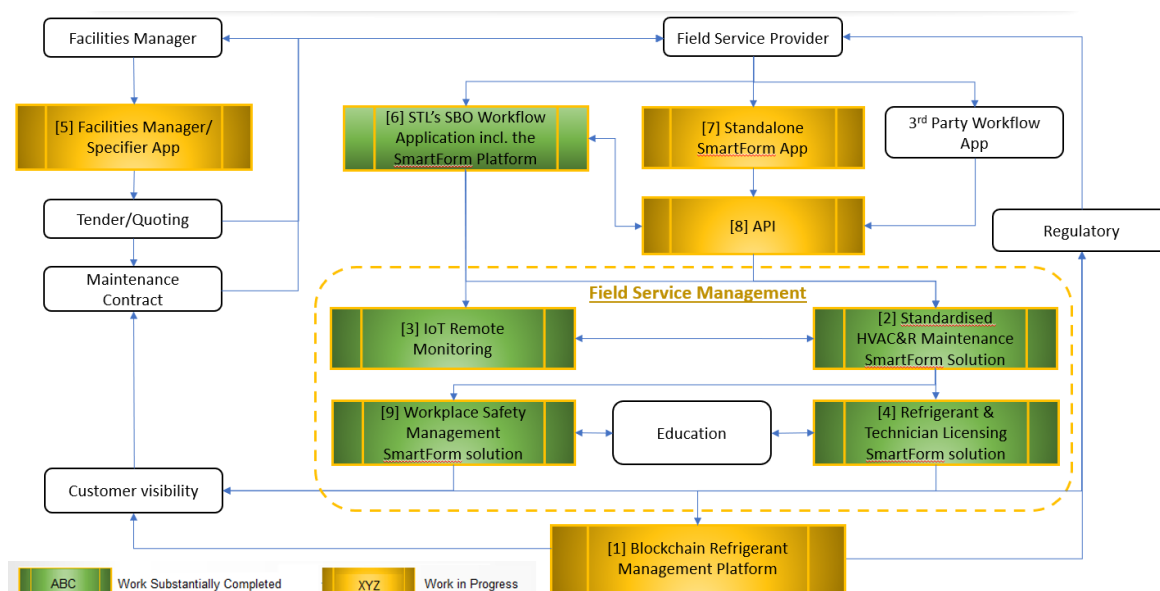 Facilities Manager
Field Service Provider
[5] Facilities Manager/
Specifier App
[6] STL's SBO Workflow
Application incl. the
SmartForm Platform
[7] Standalone
SmartForm App
3rd Party Workflow
App
Tender/Quoting
[8] API
Regulatory
Maintenance
Contract
Field Service Management
[3] IoT Remote
Monitoring
[2] Standardised
HVAC&R Maintenance
SmartForm Solution
[9] Workplace Safety
Management
SmartForm solution
Education
[4] Refrigerant &
Technician Licensing
SmartForm solution
Customer visibility
[1] Blockchain Refrigerant
Management Platform
ABC
Work Substantially Completed
XYZ
Work in Progress